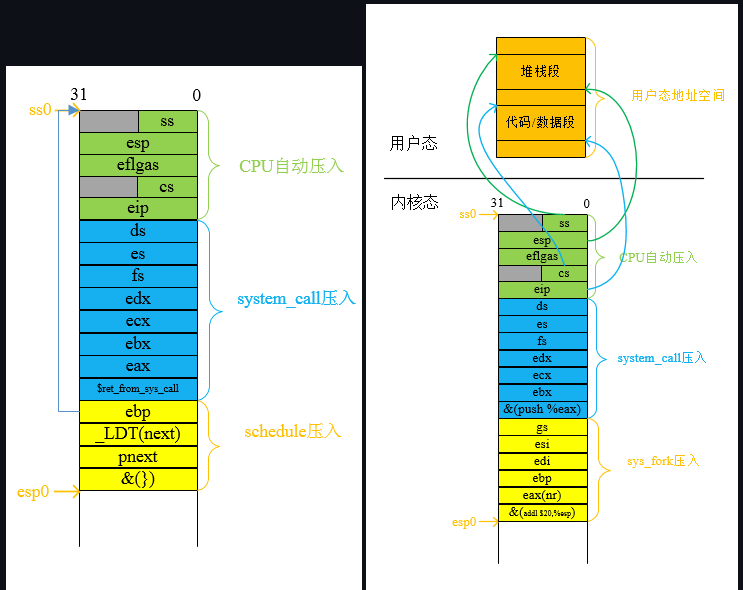 31
0
ss0
ss
esp
eflgas
cs
eip
CPU自动压入
ds
es
fs
edx
ecx
ebx
eax
$ret_from_sys_call
system_call压入
ebp
_LDT(next)
pnext
&(})
schedule压入
esp0
堆栈段
代码/数据段
用户态地址空间
用户态
内核态
31
0
ss0
ss
esp
eflgas
cs
eip
CPU自动压入
ds
es
fs
edx
ecx
ebx
&(push %eax)
system_call压入
gs
esi
edi
ebp
eax(nr)
&(addl $20,%esp)
sys_fork压入
esp0